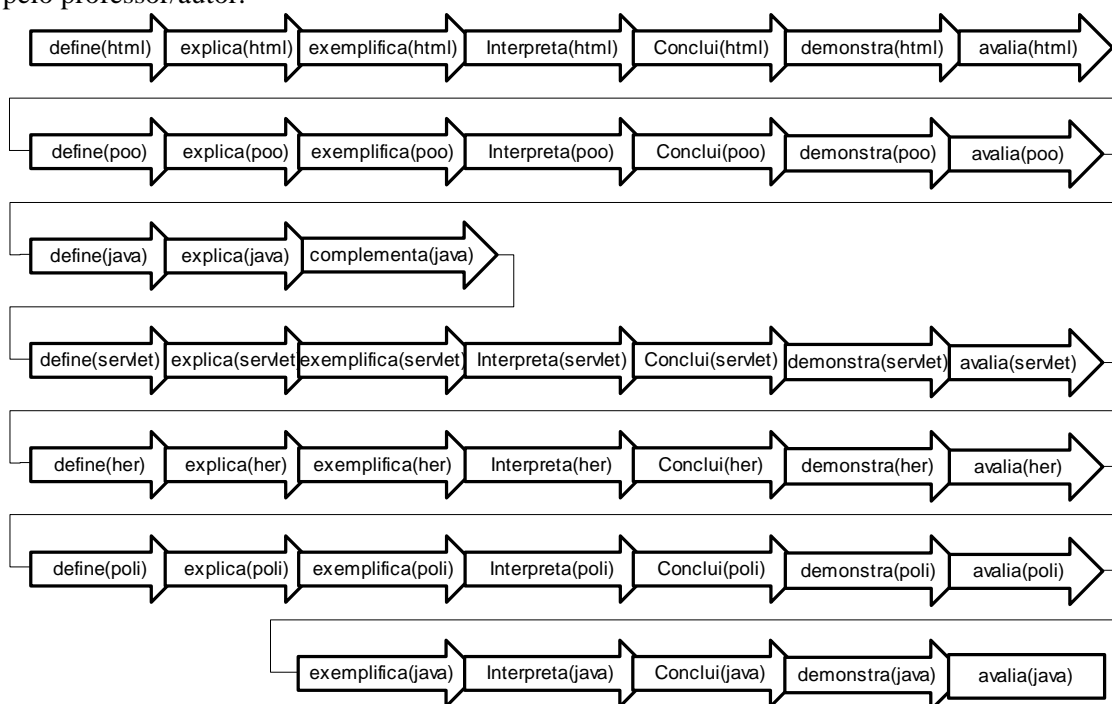 pelo professor/autor.
define(html) explica(html) exemplifica(html) Interpreta(html) Conclui(html) demonstra(html) avalia(html)
define(poo) explica(poo) exemplifica(poo) Interpreta(poo) Conclui(poo) demonstra(poo) avalia(poo)
define(java) explica(java) complementa(java)
define(servlet) explica(servlet exemplifica(servlet) Interpreta(servlet) Conclui(servlet) demonstra(servlet) avalia(servlet)
define(her) explica(her) exemplifica(her) Interpreta(her) Conclui(her) demonstra(her) avalia(her)
define(poli) explica(poli) exemplifica(poli) Interpreta(poli) Conclui(poli) demonstra(poli) avalia(poli)
exemplifica(java) Interpreta(java) Conclui(java) demonstra(java) avalia(java)